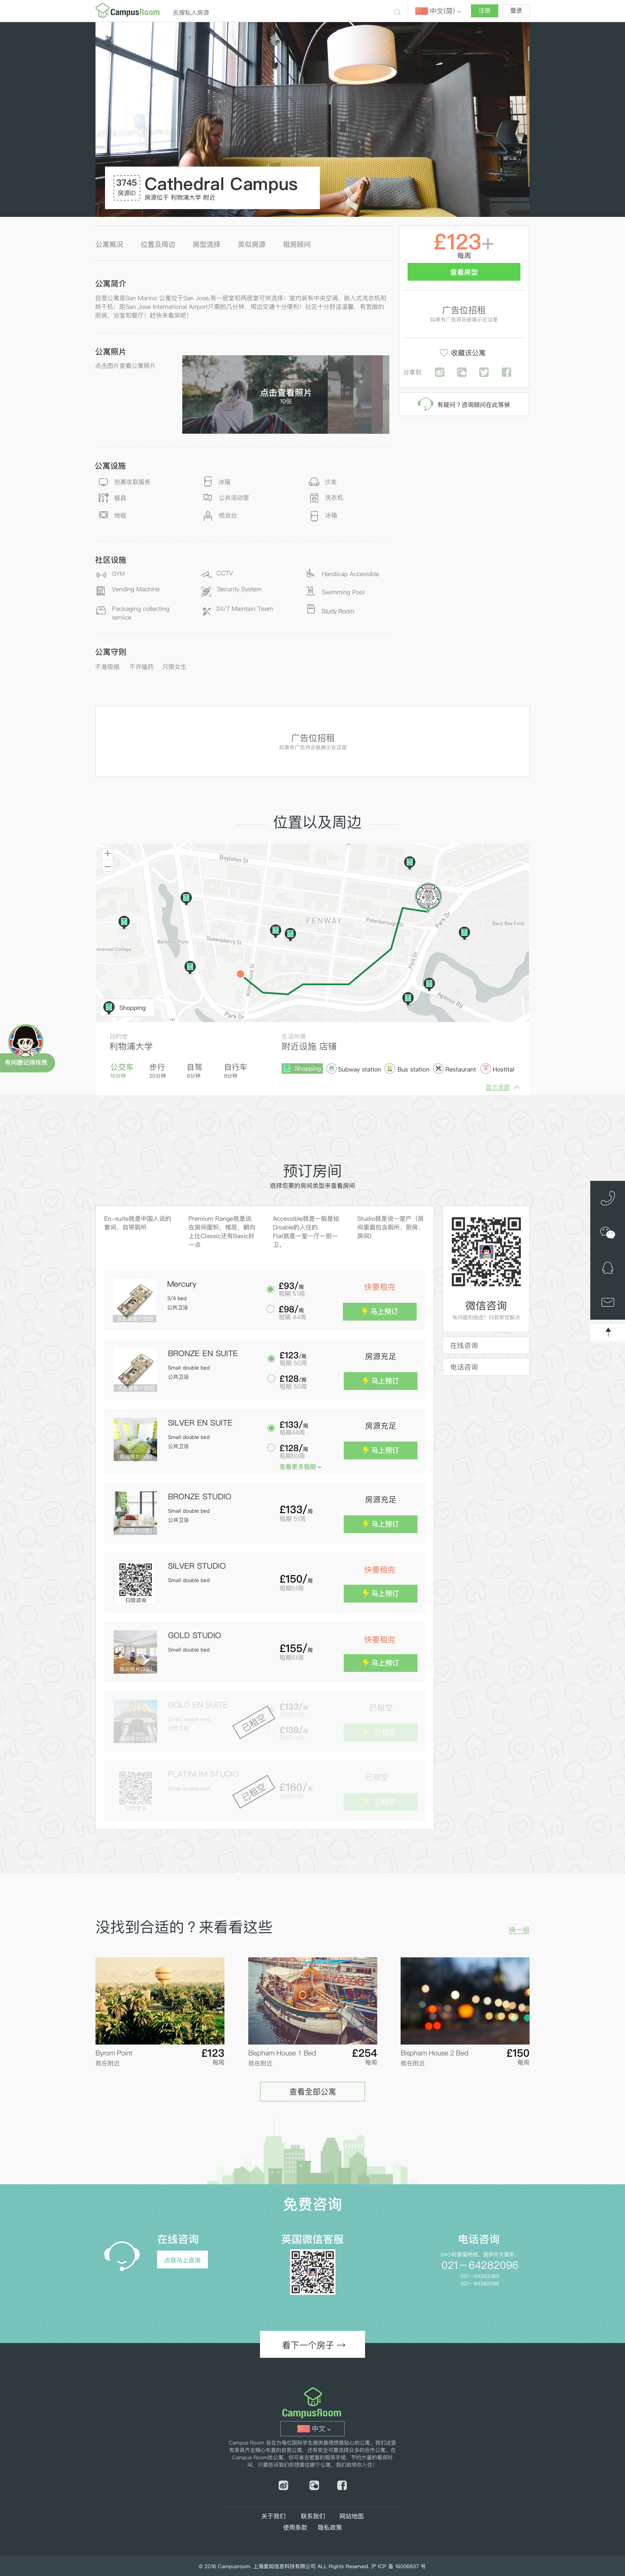 CampusRoom
去搜私人房源
中文(简)
注册
登录
3745
房源ID
Cathedral Campus
房源位于 利物浦大学 附近
公寓概况
位置及周边
房型选择
类似房源
租房顾问
£123+
每周
查看房型
广告位招租
如果有广告将会被展示在这里
收藏该公寓
分享到
有疑问？咨询顾问在此等候
公寓简介
自营公寓是San Marino 公寓位于San Jose,有一居室和两居室可供选择；室内装有中央空调，嵌入式洗衣机和
烘干机；距San Jose International Airport只需的几分钟，周边交通十分便利！社区十分舒适温馨，有宽敞的
厨房，浴室和餐厅！赶快来看房吧！
公寓照片
点击图片查看公寓照片
点击查看照片
10张
公寓设施
包裹收取服务
冰箱
沙发
餐具
公共活动室
洗衣机
地毯
梳妆台
冰箱
社区设施
GYM
CCTV
Handicap Accessible
Vending Machine
Security System
Swimming Pool
Packaging collecting
service
24/7 Maintain Team
Study Room
公寓守则
不准吸烟
不许嗑药
只限女生
广告位招租
如果有广告将会被展示在这里
位置以及周边
Boylston St
FENWAY
Peterborough St
Queensberry St
Back Bay Fens
Back Bay Fens
mmanuel College
Park Dr
Park Dr
Park Dr
Agassiz Rd
Shopping
目的地
利物浦大学
公交车
10分钟
步行
20分钟
自驾
6分钟
自行车
8分钟
生活所需
附近设施 店铺
Shopping
Subway station
Bus station
Restaurant
Hostital
显示全部
有问题记得找我
预订房间
选择您要的房间类型来查看房间
En-suite就是中国人说的
套间，自带厕所
Premium Range就是说
在房间面积，楼层，朝向
上比Classic还有Basic好
一点
Accessible就是一般是给
Disable的人住的,
Flat就是一室一厅一厨一
卫。
Studio就是说一室户（房
间里面包含厕所、厨房、
房间）
Mercury
3/4 bed
公共卫浴
£93/周
租期 51周
£98/周
租期 44周
快要租完
马上预订
BRONZE EN SUITE
Small double bed
公共卫浴
£123/周
租期 50周
£128/周
租期 50周
房源充足
马上预订
SILVER EN SUITE
Small double bed
公共卫浴
£133/周
租期44周
£128/周
租期50周
查看更多租期
房源充足
马上预订
BRONZE STUDIO
Small double bed
公共卫浴
£133/周
租期 51周
房源充足
马上预订
SILVER STUDIO
Small double bed
扫我咨询
£150/周
租期51周
快要租完
马上预订
GOLD STUDIO
Small double bed
£155/周
租期51周
快要租完
马上预订
GOLD EN SUITE
Small double bed
公共卫浴
已租空
£133/周
£138/周
已租空
已租空
PLATINUM STUDIO
Small double bed
扫我咨询
已租空
£160/周
已租空
已租空
微信咨询
有问题和顾虑？扫我帮您解决
在线咨询
电话咨询
没找到合适的？来看看这些
换一组
Byrom Point
就在附近
£123
每周
Bispham House 1 Bed
就在附近
£254
每周
Bispham House 2 Bed
就在附近
£150
每周
查看全部公寓
免费咨询
在线咨询
点我马上咨询
英国微信客服
电话咨询
24小时客服热线，提供中文服务。
021－64282096
021－64282083
021－64282095
看下一个房子 →
CampusRoom
中文
Campus Room 旨在为每位国际学生提供最理想最贴心的公寓。我们这里
有家具齐全精心布置的自营公寓，还有安全可靠选择众多的合作公寓。在
Campus Room找公寓，你可省去繁复的租房手续，节约大量的看房时
间，只要告诉我们你想要住哪个公寓，我们就带你入住！
关于我们
联系我们
网站地图
使用条款
隐私政策
© 2016 Campusroom. 上海紫如信息科技有限公司 ALL Rights Reserved. 沪 ICP 备 16006637 号